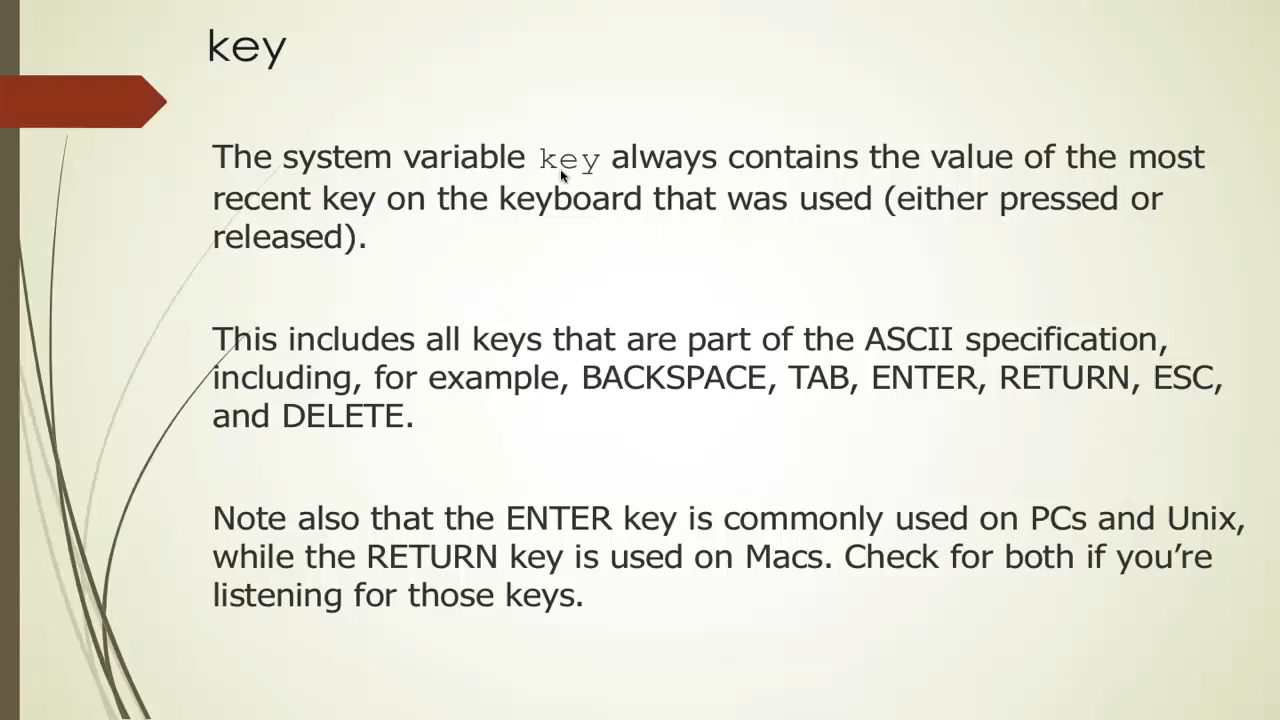 key
The system variable key always contains the value of the most
recent key on the keyboard that was used (either pressed or
released).
This includes all keys that are part of the ASCII specification,
including, for example, BACKSPACE, TAB, ENTER, RETURN, ESC,
and DELETE.
Note also that the ENTER key is commonly used on PCs and Unix,
while the RETURN key is used on Macs. Check for both if you’re
listening for those keys.